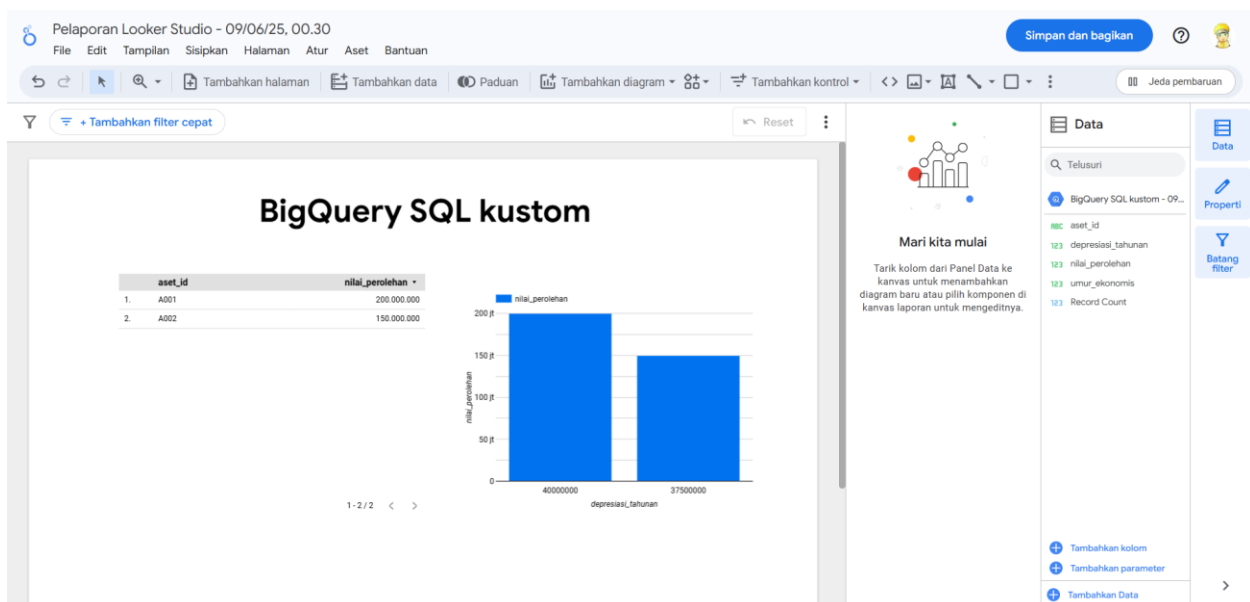 Pelaporan Looker Studio - 09/06/25, 00.30
File Edit Tampilan Sisipkan Halaman Atur Aset Bantuan
Simpan dan bagikan
Tambahkan halaman
Tambahkan data
Paduan
Tambahkan diagram
Tambahkan kontrol
Jeda pembaruan
+ Tambahkan filter cepat
Reset
BigQuery SQL kustom
aset_id nilai_perolehan
1. A001 200.000.000
2. A002 150.000.000
1 - 2 / 2
nilai_perolehan
200 jt
150 jt
100 jt
50 jt
0
nilai_perolehan
40000000 37500000
depresiasi_tahunan
Mari kita mulai
Tarik kolom dari Panel Data ke
kanvas untuk menambahkan
diagram baru atau pilih komponen di
kanvas laporan untuk mengeditnya.
Data
Telusuri
BigQuery SQL kustom - 09...
ABC aset_id
123 depresiasi_tahunan
123 nilai_perolehan
123 umur_ekonomis
123 Record Count
Tambahkan kolom
Tambahkan parameter
Tambahkan Data
Data
Properti
Batang
filter